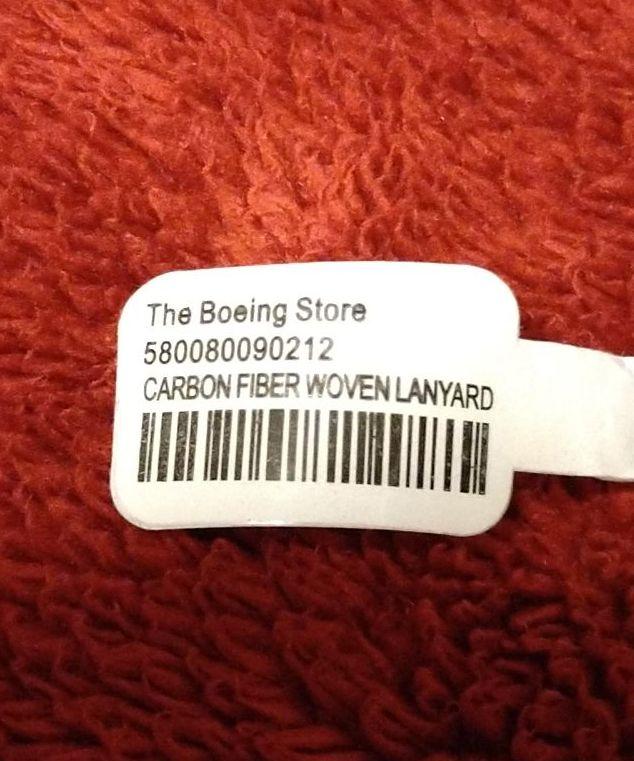 The Boeing Store
580080090212
CARBON FIBER WOVEN LANYARD